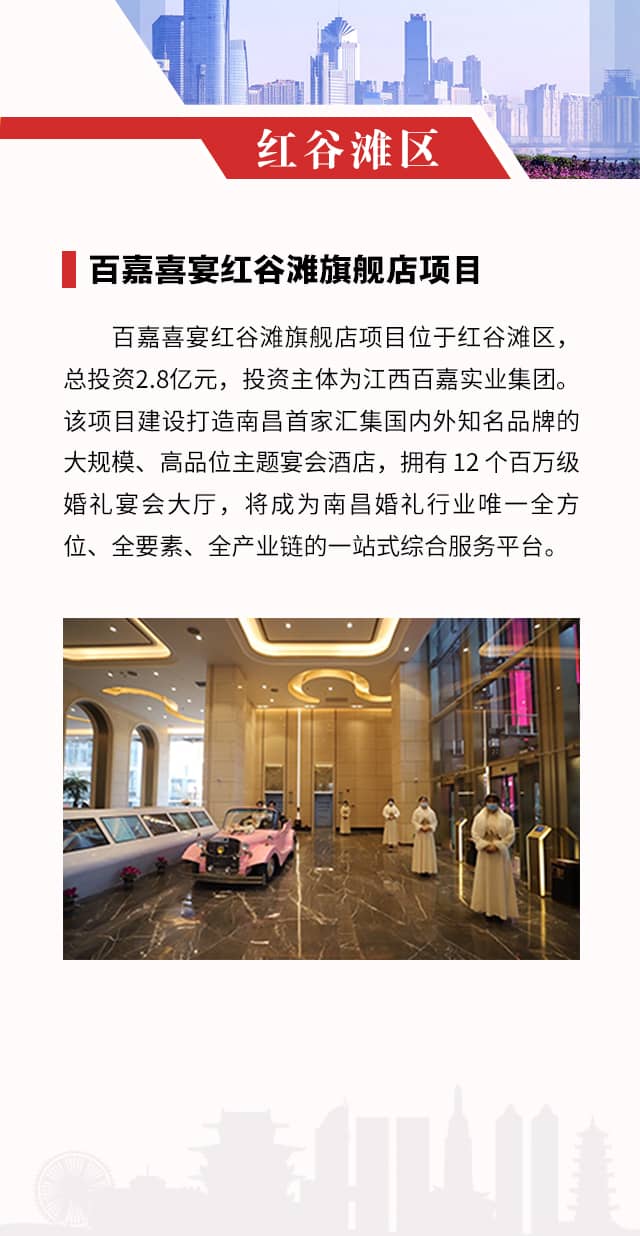 红谷滩区
百嘉喜宴红谷滩旗舰店项目
百嘉喜宴红谷滩旗舰店项目位于红谷滩区，
总投资2.8亿元，投资主体为江西百嘉实业集团。
该项目建设打造南昌首家汇集国内外知名品牌的
大规模、高品位主题宴会酒店，拥有 12 个百万级
婚礼宴会大厅，将成为南昌婚礼行业唯一全方
位、全要素、全产业链的一站式综合服务平台。